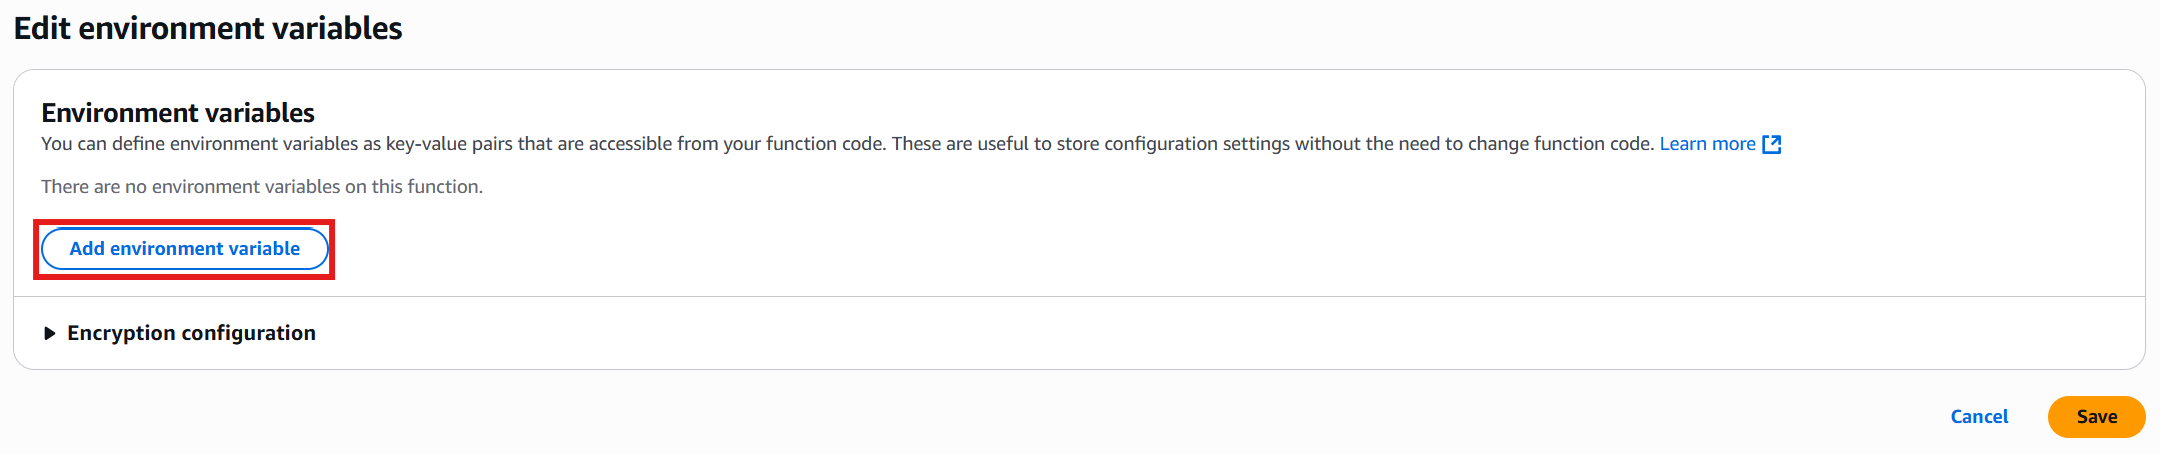 Edit environment variables
Environment variables
You can define environment variables as key-value pairs that are accessible from your function code. These are useful to store configuration settings without the need to change function code. Learn more
There are no environment variables on this function.
Add environment variable
Encryption configuration
Cancel
Save